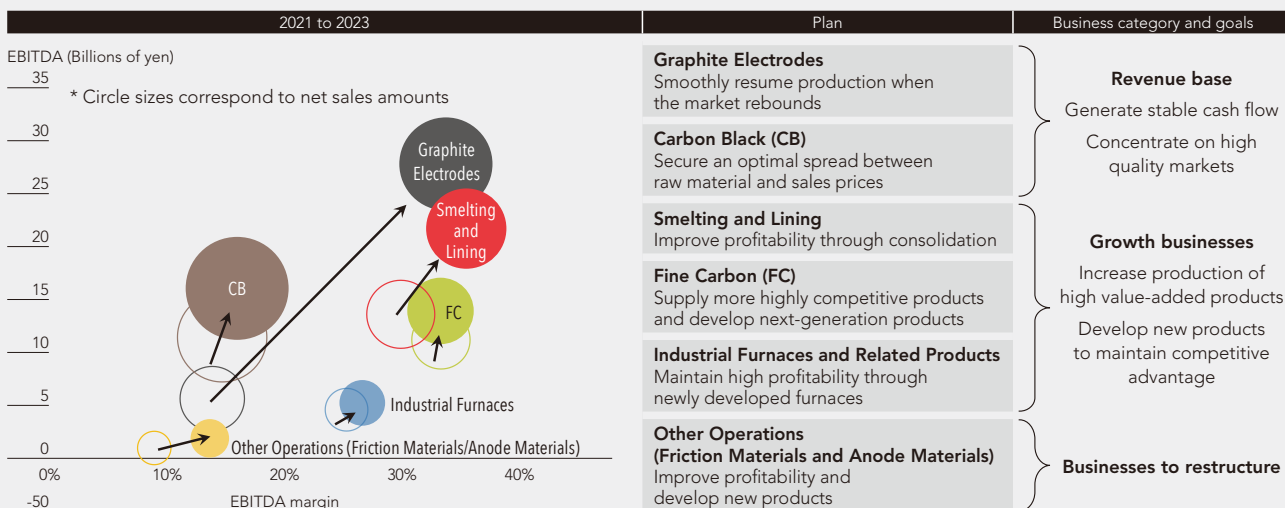 2021 to 2023
Plan
Business category and goals
EBITDA (Billions of yen)
* Circle sizes correspond to net sales amounts
35
30
25
20
15
10
5
0
-50
0%
10%
20%
30%
40%
EBITDA margin
Graphite
Electrodes
Smelting
and
Lining
CB
FC
Industrial Furnaces
Other Operations (Friction Materials/Anode Materials)
Graphite Electrodes
Smoothly resume production when
the market rebounds
Carbon Black (CB)
Secure an optimal spread between
raw material and sales prices
Smelting and Lining
Improve profitability through consolidation
Fine Carbon (FC)
Supply more highly competitive products
and develop next-generation products
Industrial Furnaces and Related Products
Maintain high profitability through
newly developed furnaces
Other Operations
(Friction Materials and Anode Materials)
Improve profitability and
develop new products
Revenue base
Generate stable cash flow
Concentrate on high
quality markets
Growth businesses
Increase production of
high value-added products
Develop new products
to maintain competitive
advantage
Businesses to restructure